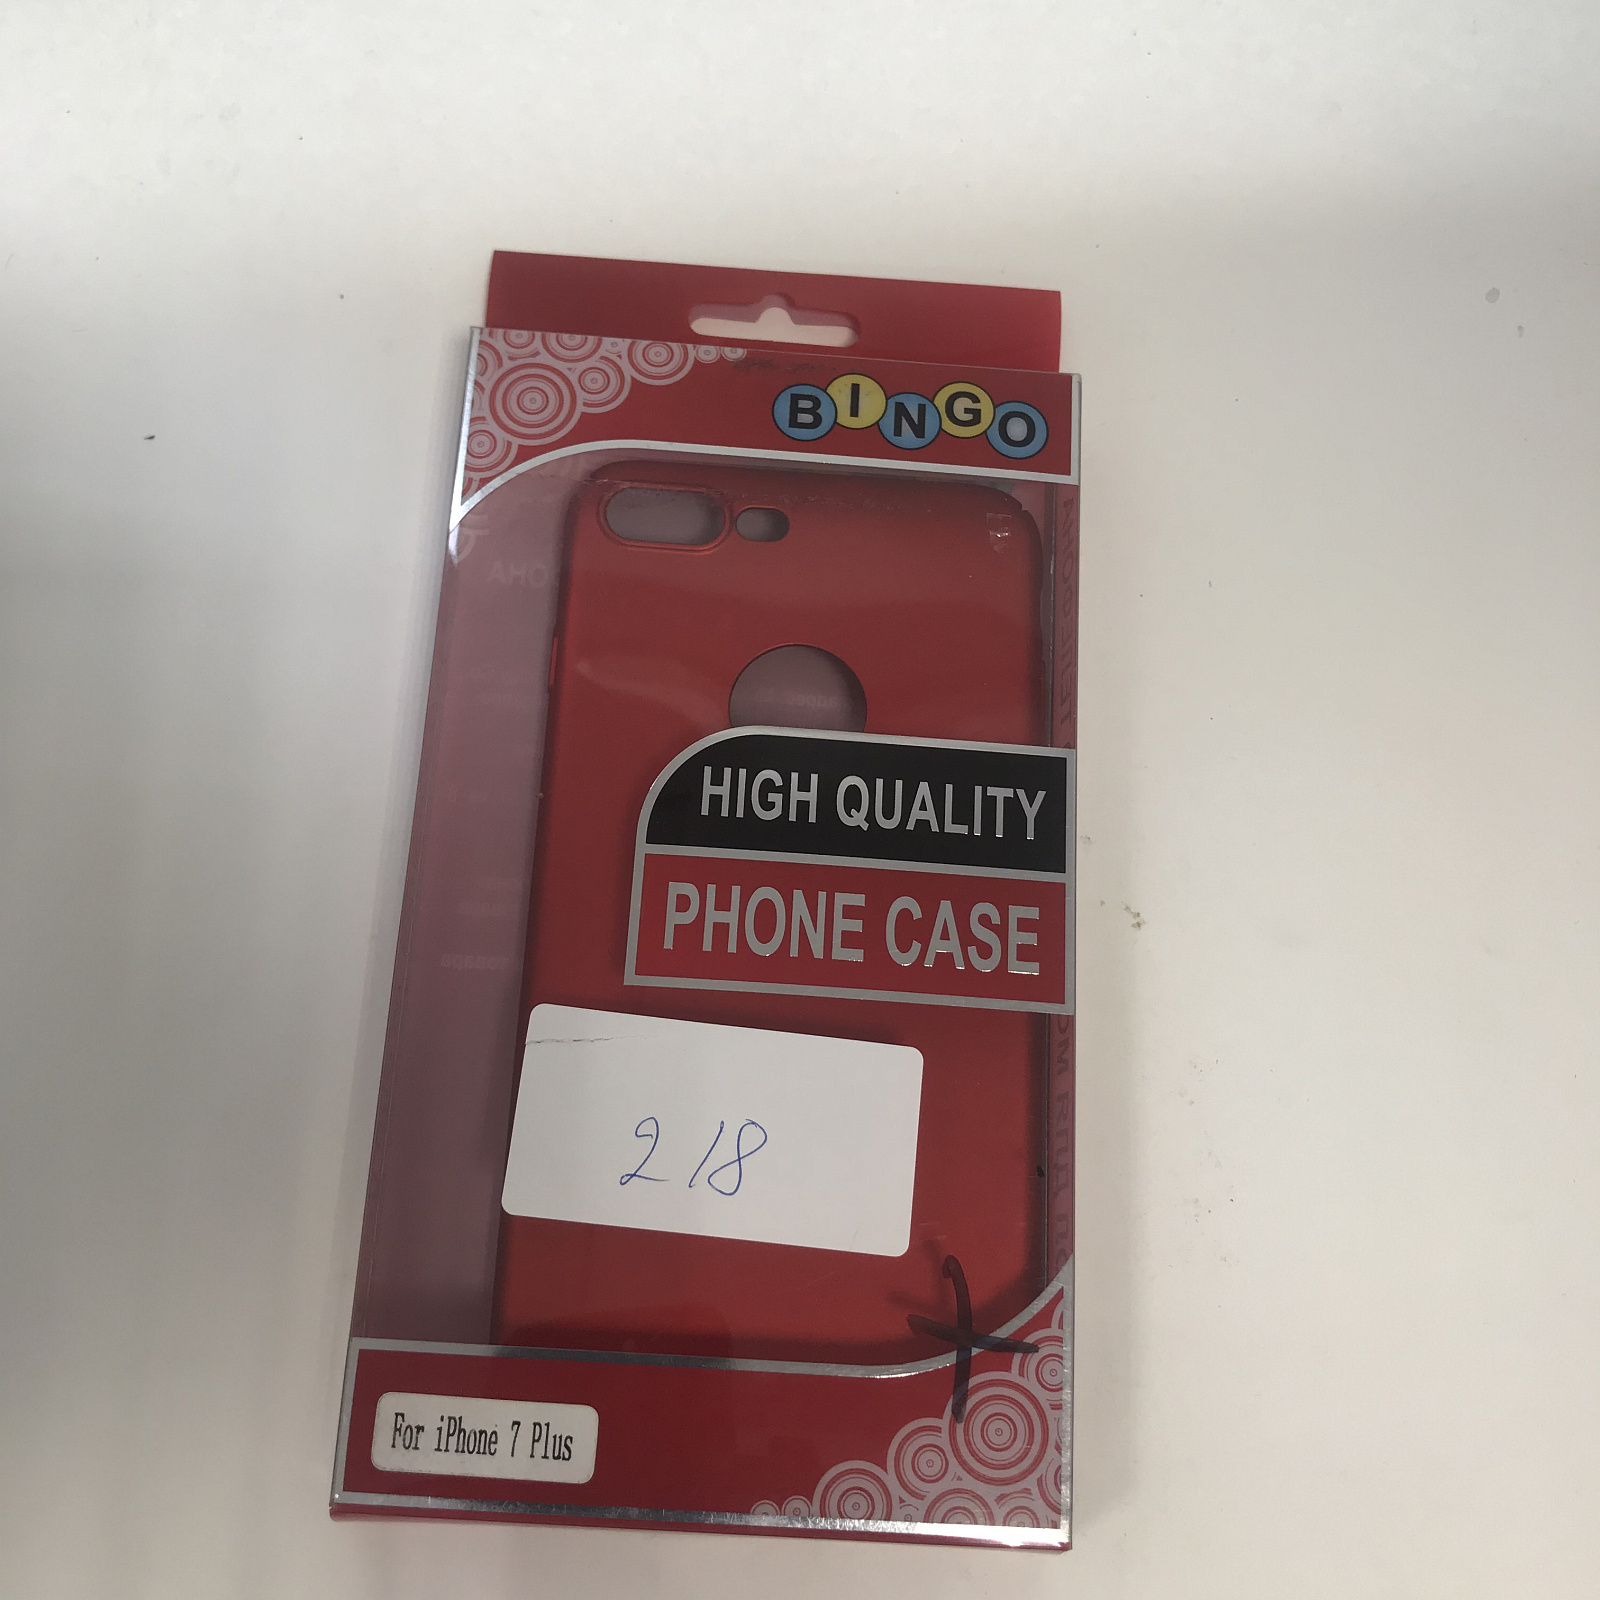 BINGO
HIGH QUALITY
PHONE CASE
218
For iPhone 7 Plus